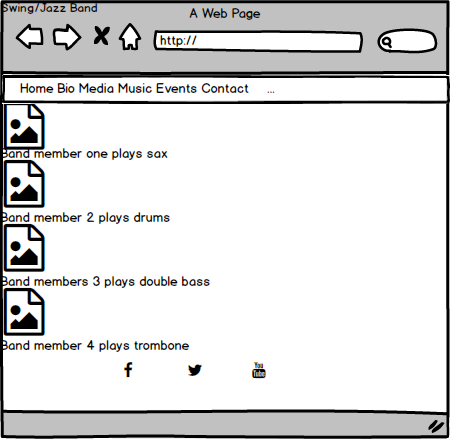 Swing/Jazz Band
A Web Page
http://
Home Bio Media Music Events Contact ...
Band member one plays sax
Band member 2 plays drums
Band members 3 plays double bass
Band member 4 plays trombone
f
You
Tube